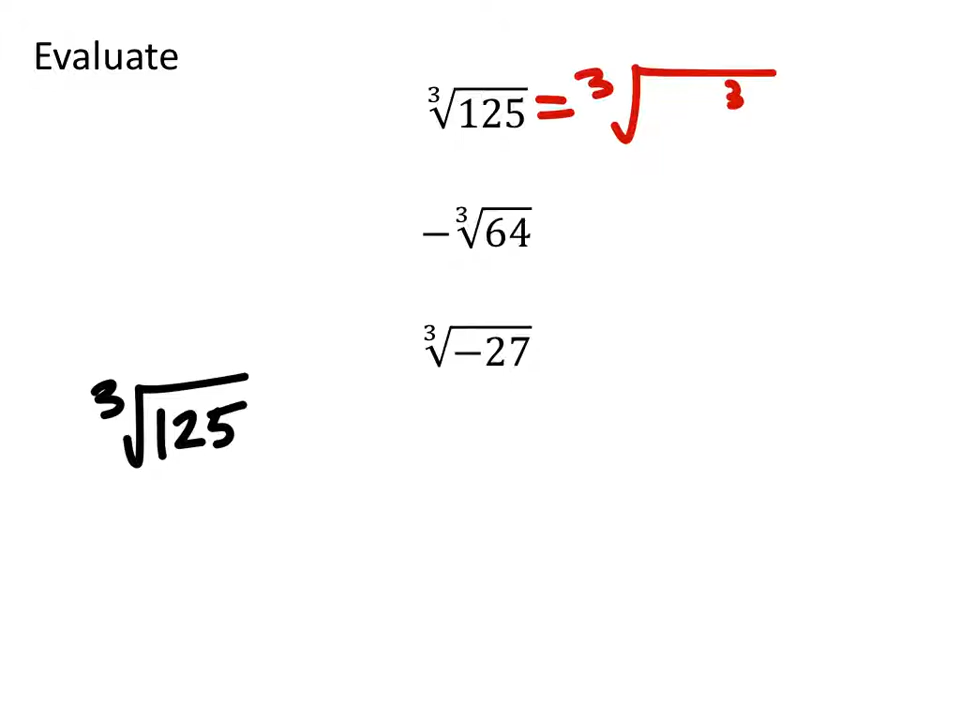 Evaluate
∛125 = ∛( ³)
−∛64
∛−27
∛125